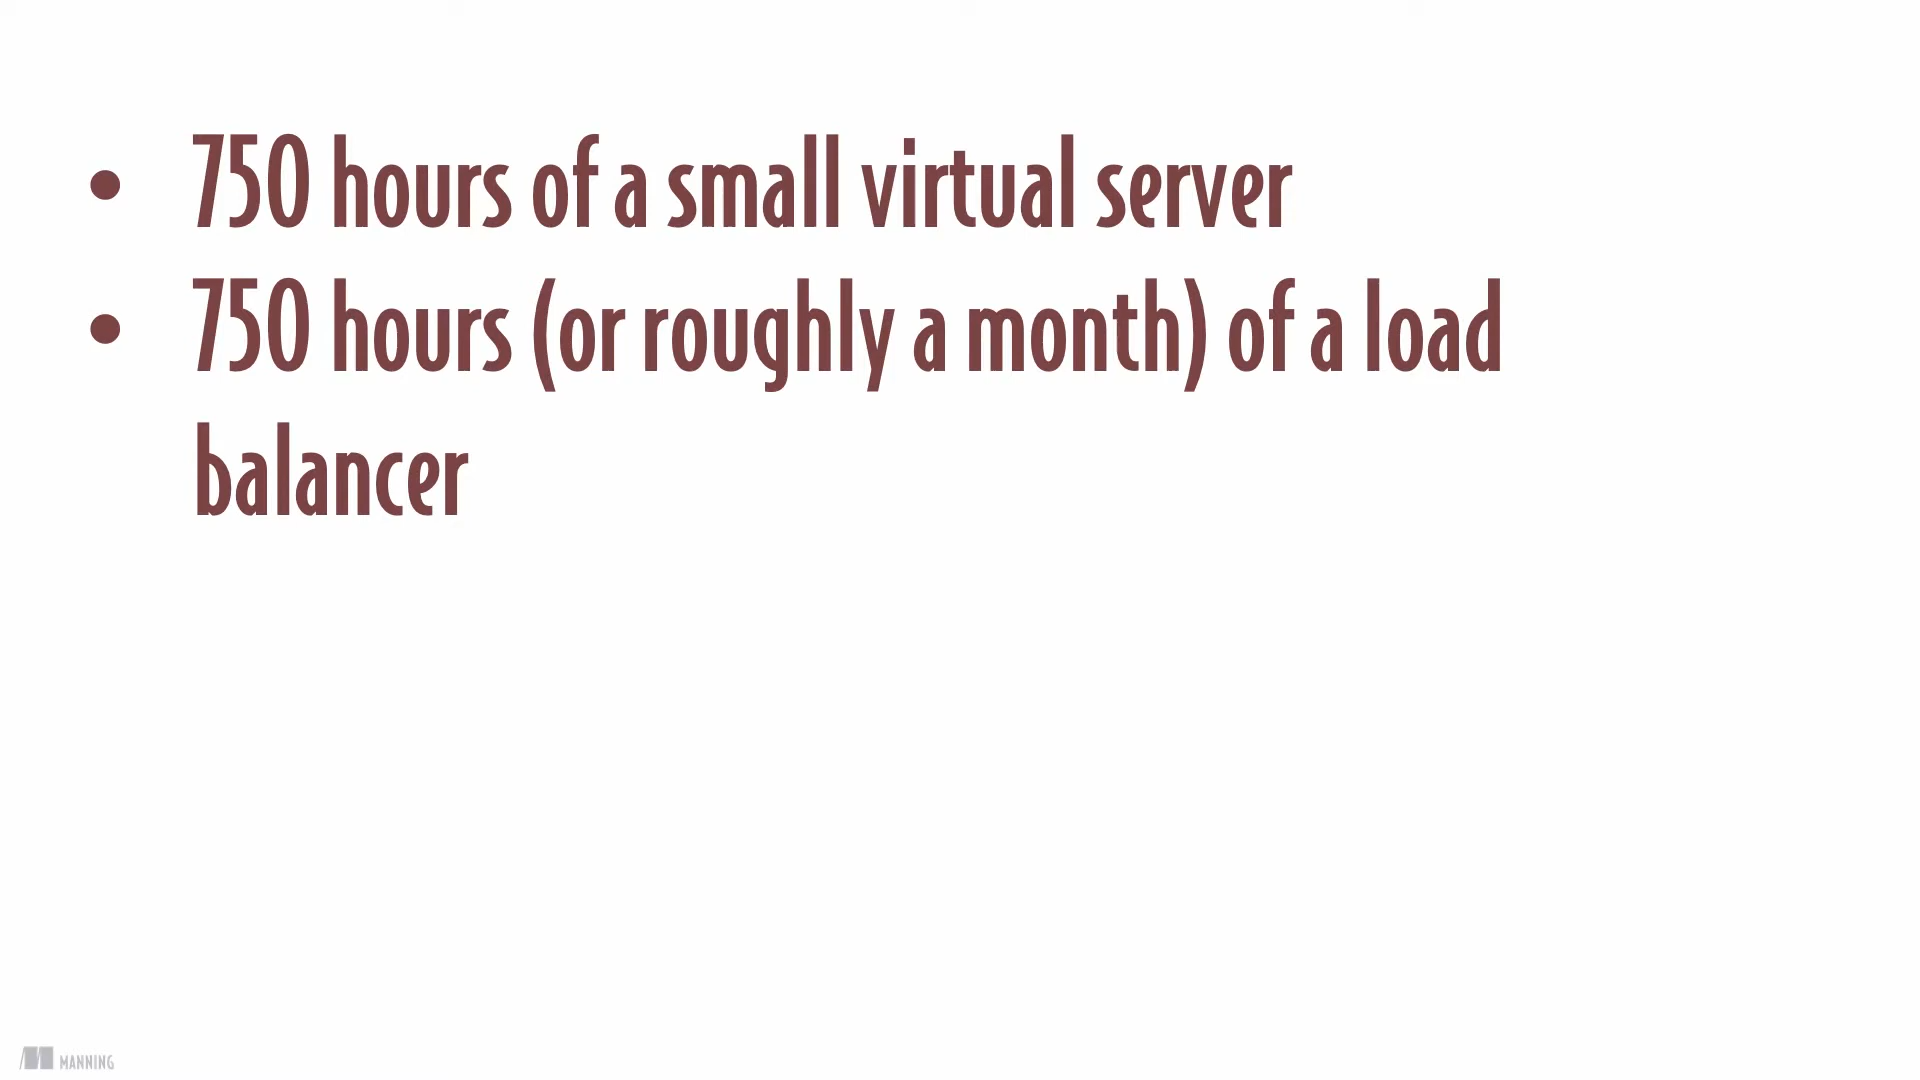 • 750 hours of a small virtual server
• 750 hours (or roughly a month) of a load
balancer
MANNING